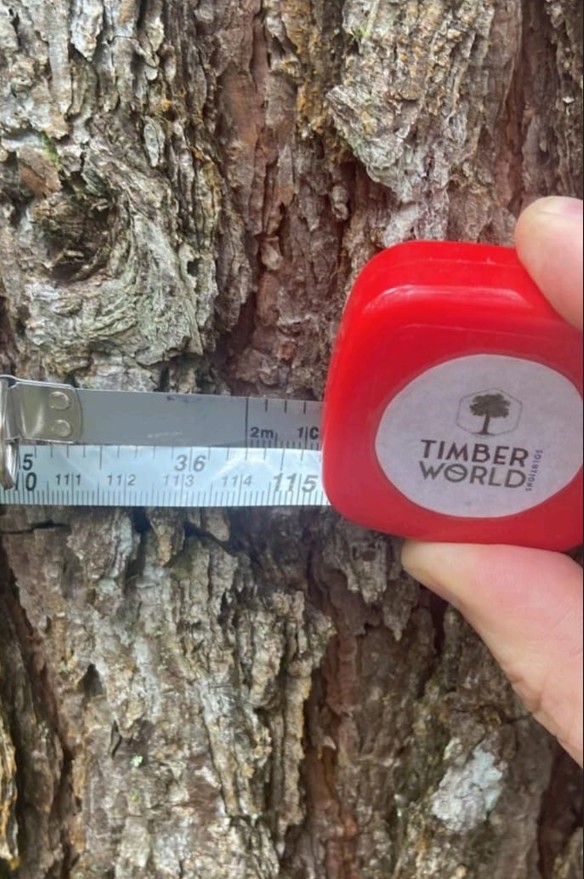 2m 1C
5 36
0 111 112 113 114 115
TIMBER
WORLD
SOLUTIONS